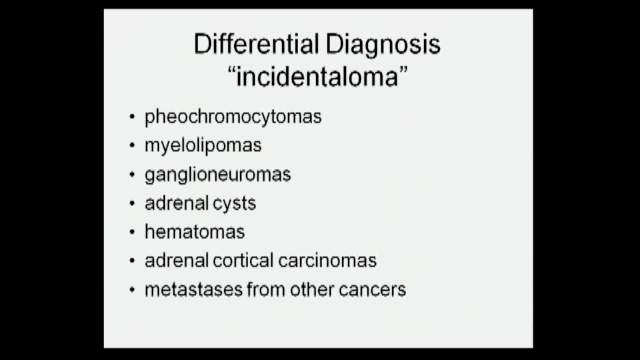 Differential Diagnosis
“incidentaloma”
• pheochromocytomas
• myelolipomas
• ganglioneuromas
• adrenal cysts
• hematomas
• adrenal cortical carcinomas
• metastases from other cancers